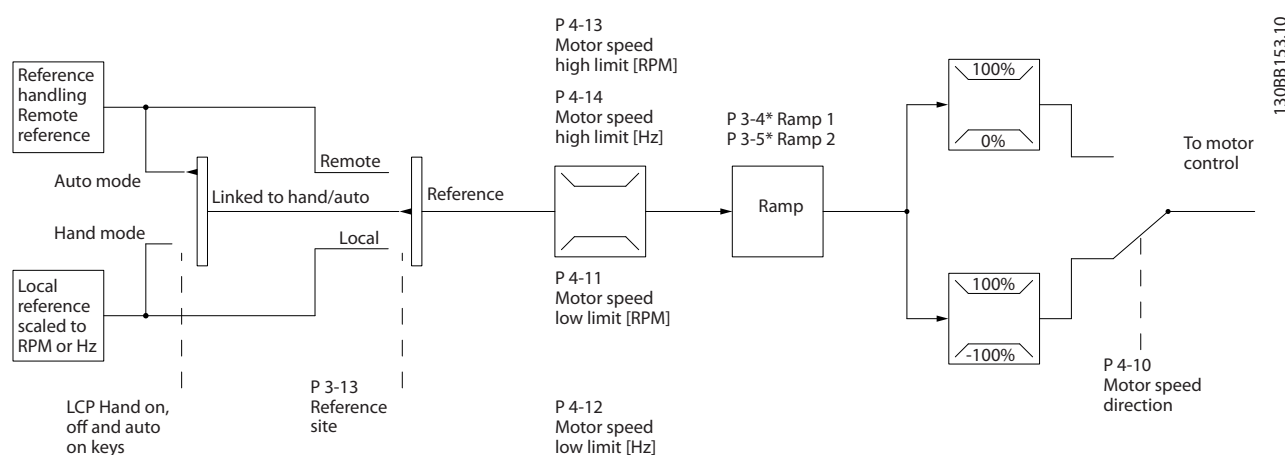 Reference
handling
Remote
reference
Auto mode
Hand mode
Local
reference
scaled to
RPM or Hz
LCP Hand on,
off and auto
on keys
Linked to hand/auto
Remote
Local
P 3-13
Reference
site
Reference
P 4-13
Motor speed
high limit [RPM]
P 4-14
Motor speed
high limit [Hz]
P 4-11
Motor speed
low limit [RPM]
P 4-12
Motor speed
low limit [Hz]
P 3-4* Ramp 1
P 3-5* Ramp 2
Ramp
100%
0%
100%
-100%
To motor
control
P 4-10
Motor speed
direction
130BB153.10